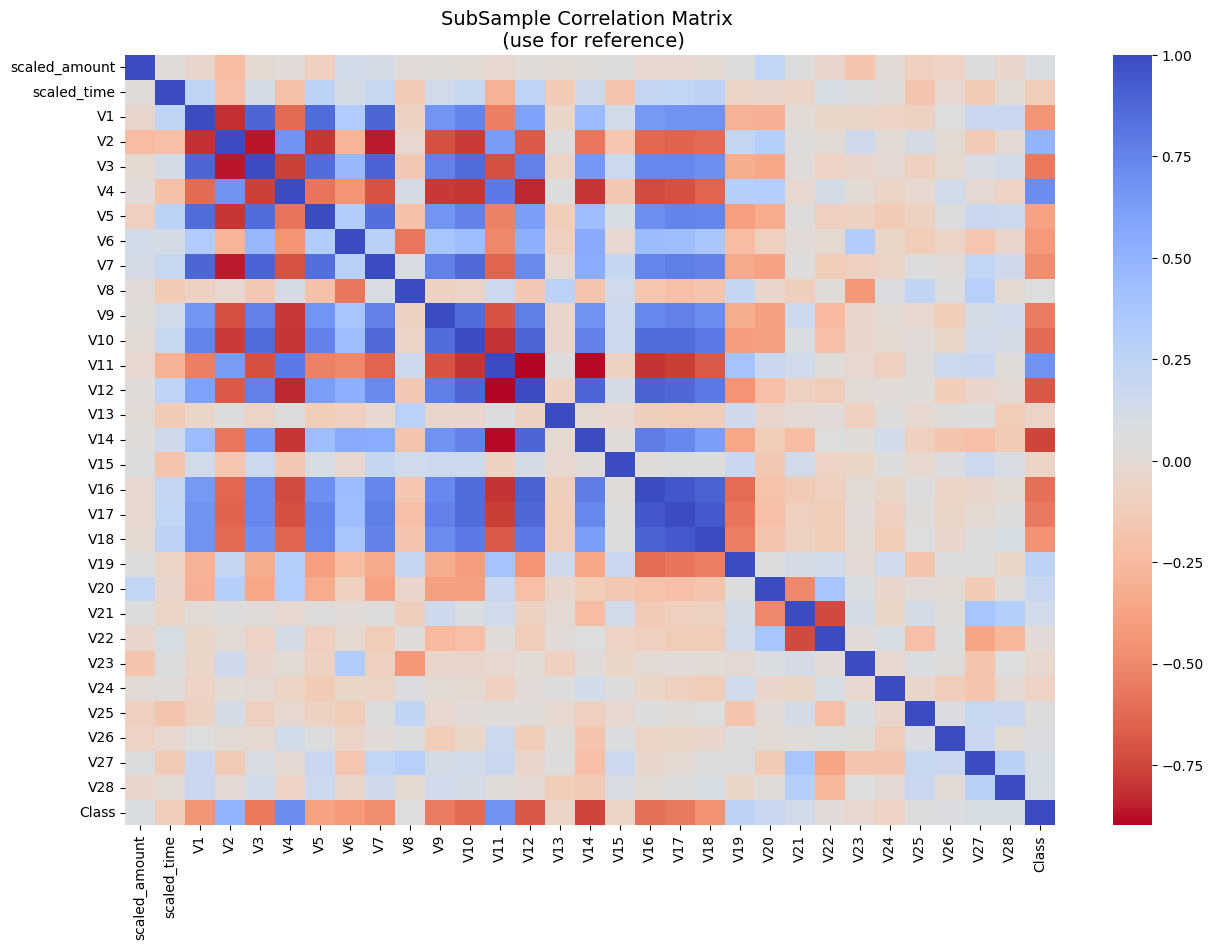 SubSample Correlation Matrix
(use for reference)
scaled_amount
scaled_time
V1
V2
V3
V4
V5
V6
V7
V8
V9
V10
V11
V12
V13
V14
V15
V16
V17
V18
V19
V20
V21
V22
V23
V24
V25
V26
V27
V28
Class
scaled_amount
scaled_time
V1
V2
V3
V4
V5
V6
V7
V8
V9
V10
V11
V12
V13
V14
V15
V16
V17
V18
V19
V20
V21
V22
V23
V24
V25
V26
V27
V28
Class
1.00
0.75
0.50
0.25
0.00
−0.25
−0.50
−0.75